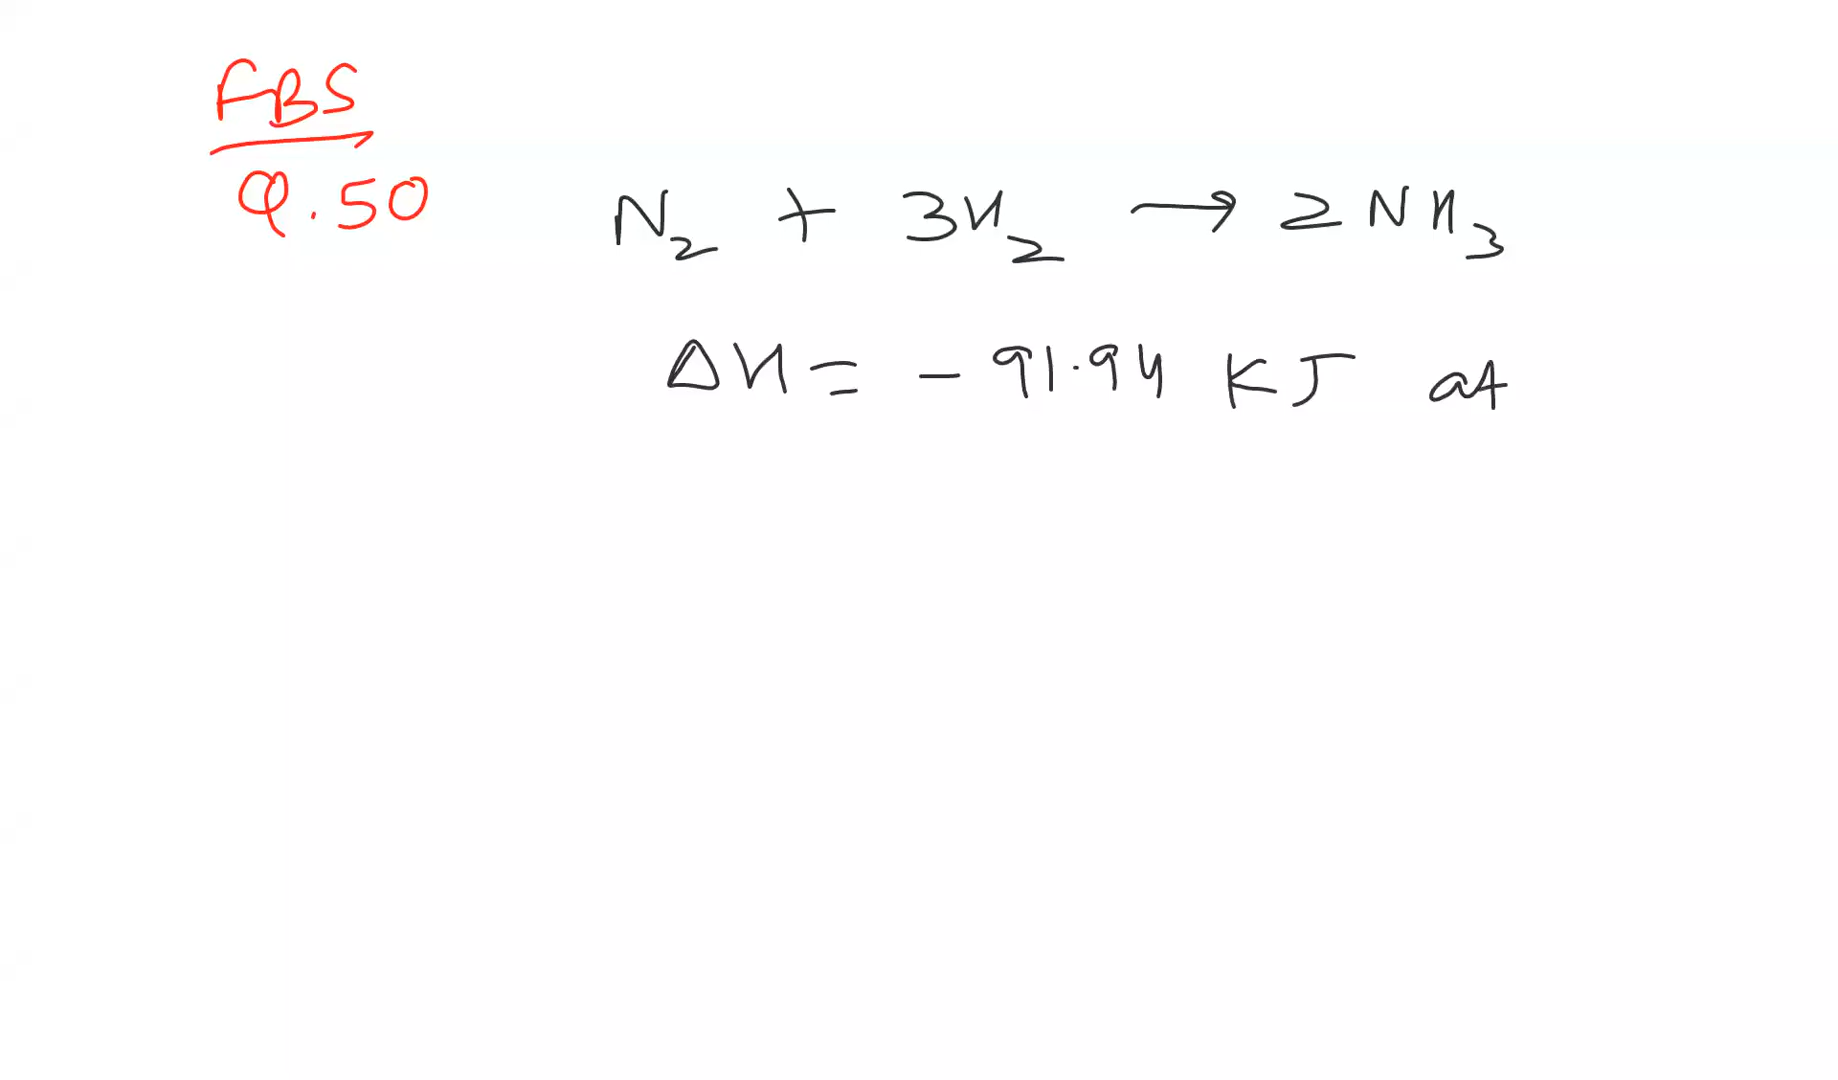 FBS
Q.50
N₂ + 3H₂ → 2NH₃
ΔH = - 91.94 KJ at